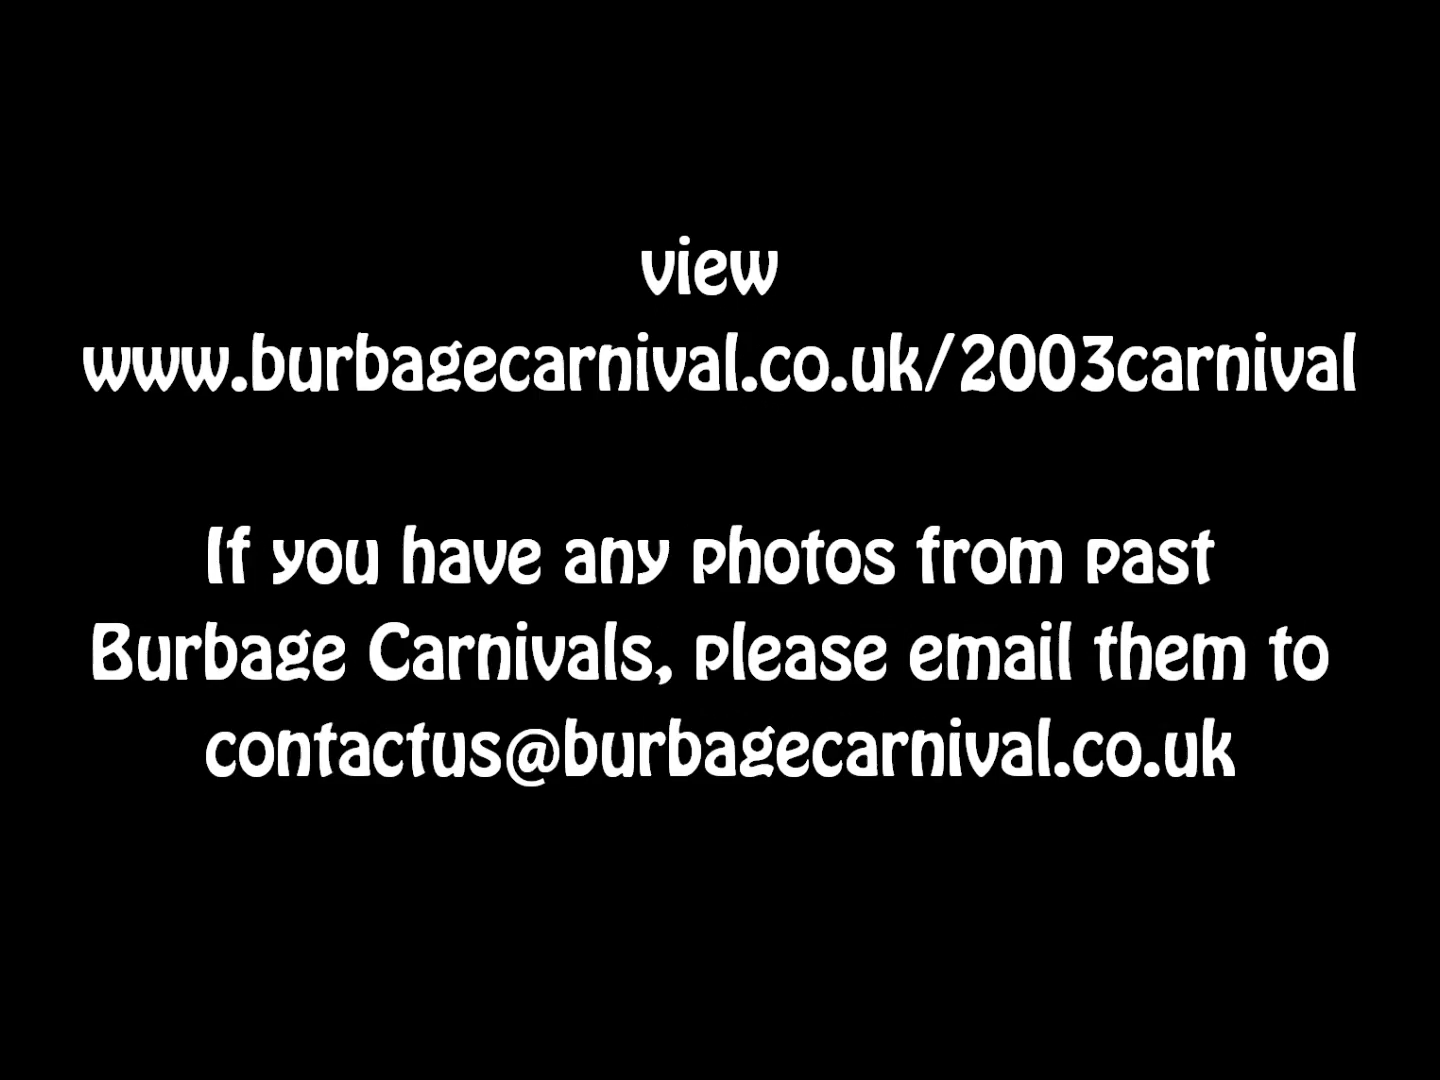 view
www.burbagecarnival.co.uk/2003carnival
If you have any photos from past
Burbage Carnivals, please email them to
contactus@burbagecarnival.co.uk